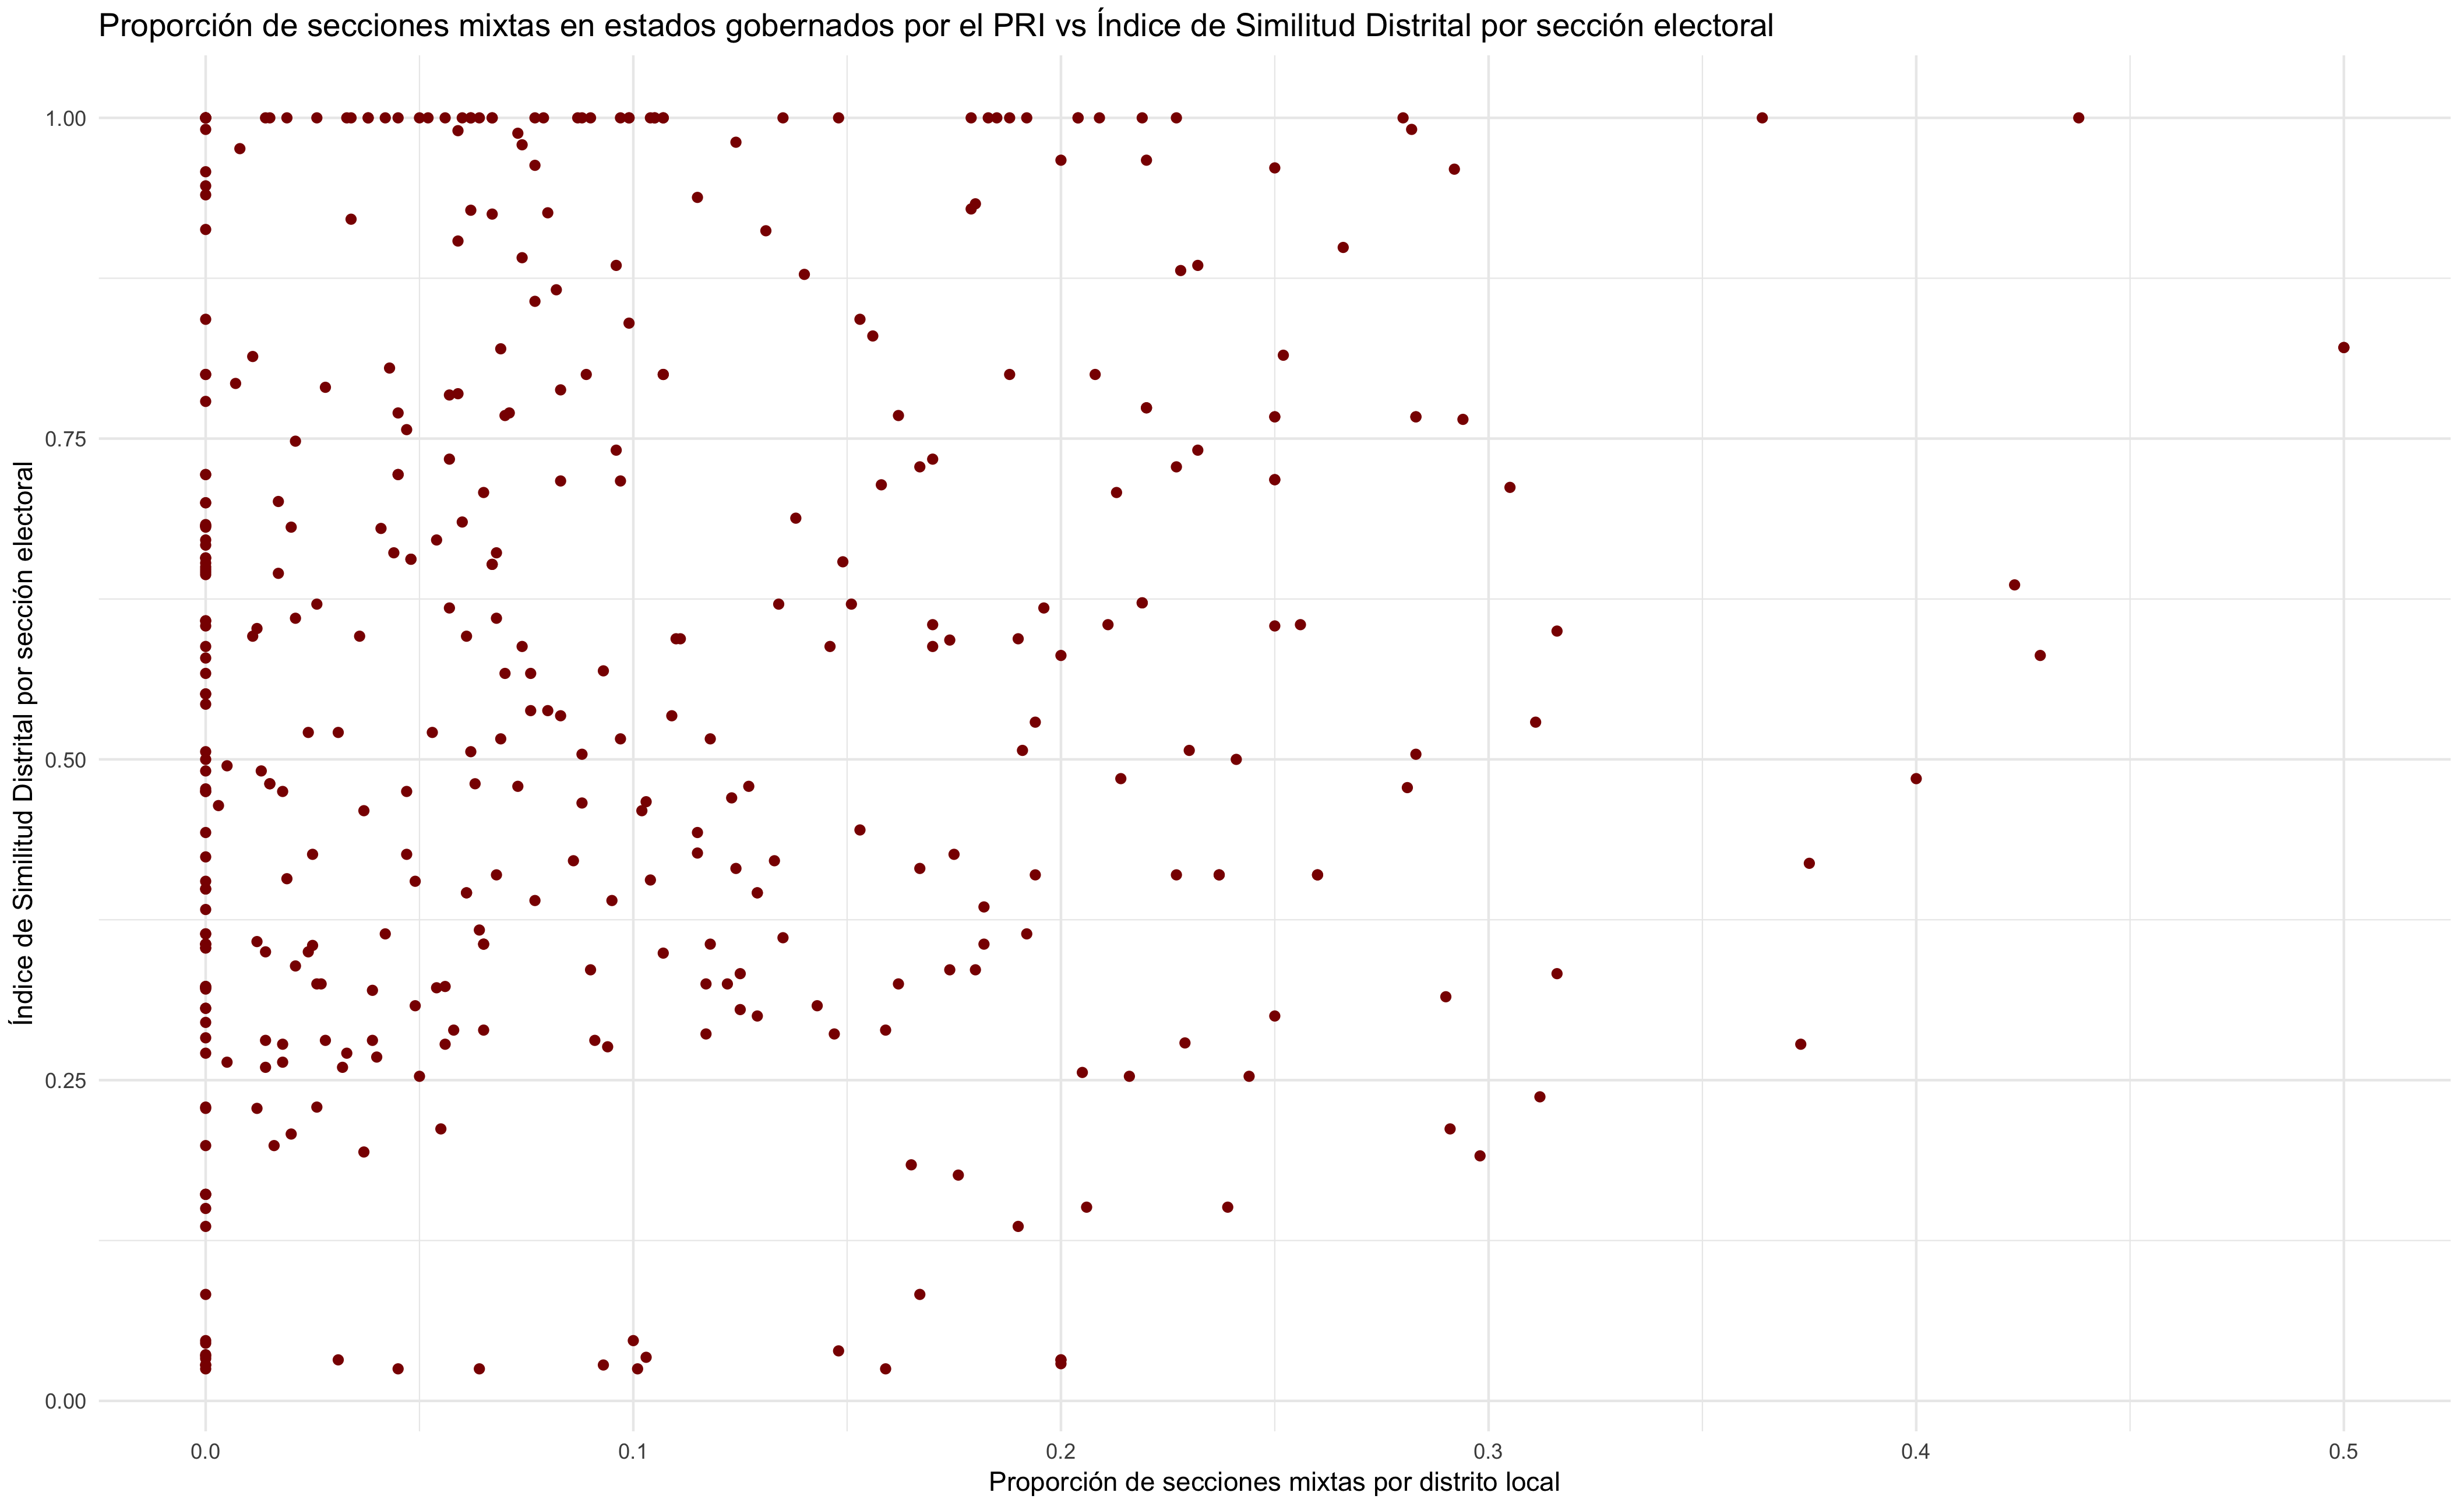 Proporción de secciones mixtas en estados gobernados por el PRI vs Índice de Similitud Distrital por sección electoral
Índice de Similitud Distrital por sección electoral
1.00
0.75
0.50
0.25
0.00
0.0 0.1 0.2 0.3 0.4 0.5
Proporción de secciones mixtas por distrito local